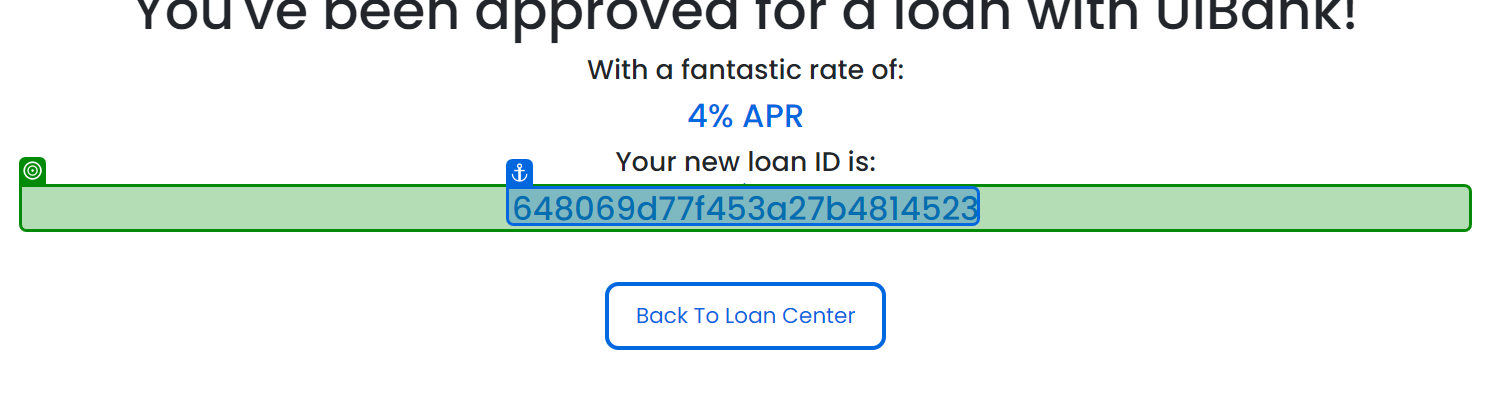 You've been approved for a loan with UiBank!
With a fantastic rate of:
4% APR
Your new loan ID is:
648069d77f453a27b4814523
Back To Loan Center